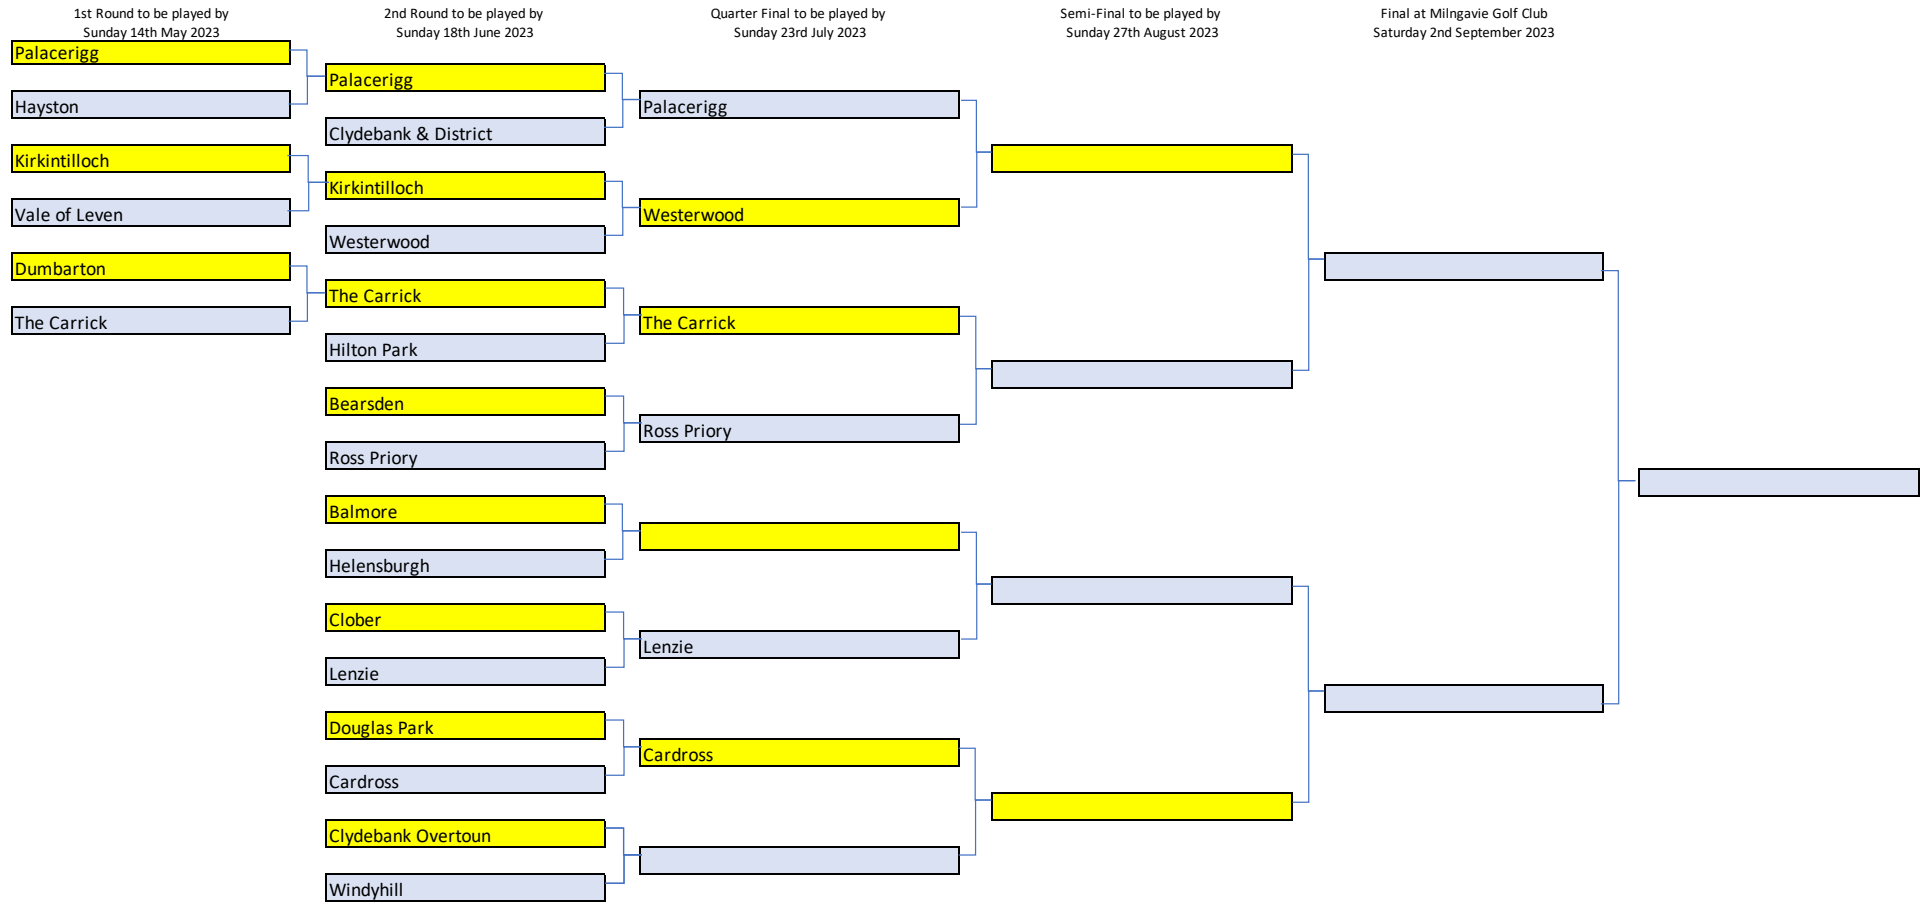 1st Round to be played by
Sunday 14th May 2023
2nd Round to be played by
Sunday 18th June 2023
Quarter Final to be played by
Sunday 23rd July 2023
Semi-Final to be played by
Sunday 27th August 2023
Final at Milngavie Golf Club
Saturday 2nd September 2023
Palacerigg
Hayston
Kirkintilloch
Vale of Leven
Dumbarton
The Carrick
Palacerigg
Clydebank & District
Kirkintilloch
Westerwood
The Carrick
Hilton Park
Bearsden
Ross Priory
Balmore
Helensburgh
Clober
Lenzie
Douglas Park
Cardross
Clydebank Overtoun
Windyhill
Palacerigg
Westerwood
The Carrick
Ross Priory
Lenzie
Cardross